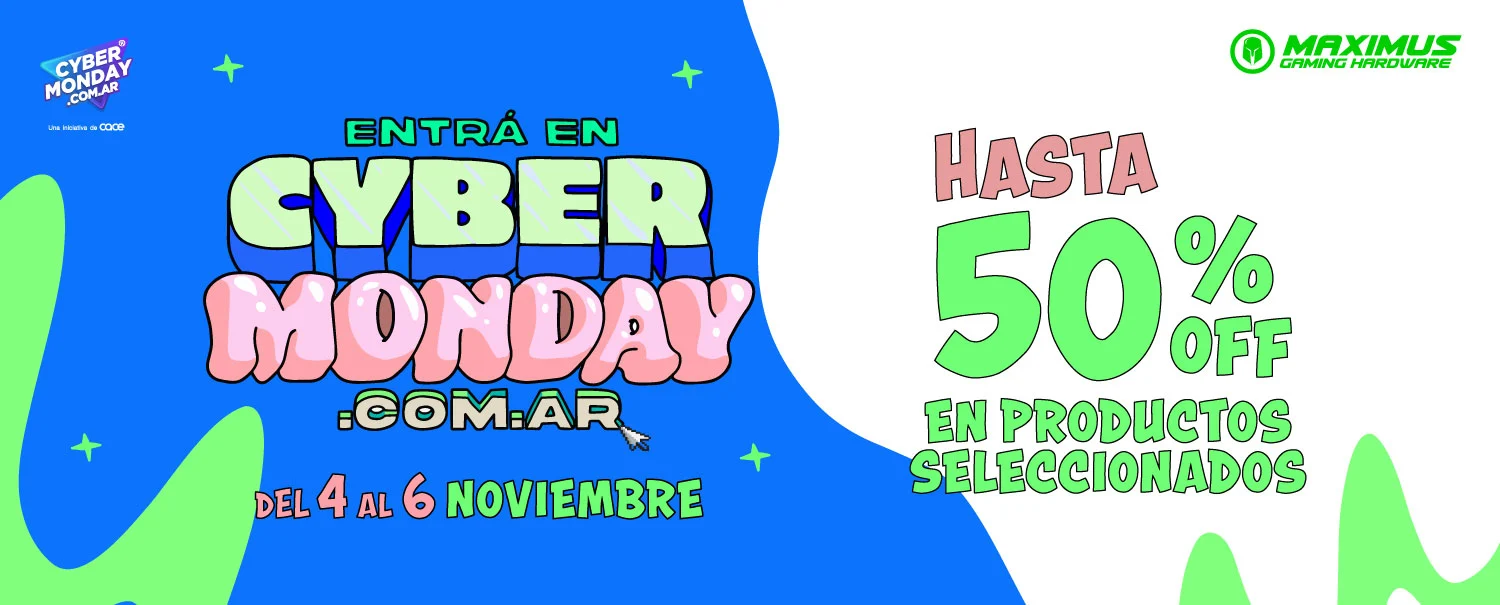 CYBER
MONDAY
.COM.AR
Una iniciativa de cace
ENTRÁ EN
CYBER
MONDAY
.COM.AR
DEL 4 AL 6 NOVIEMBRE
MAXIMUS
GAMING HARDWARE
HASTA
50%
OFF
EN PRODUCTOS
SELECCIONADOS